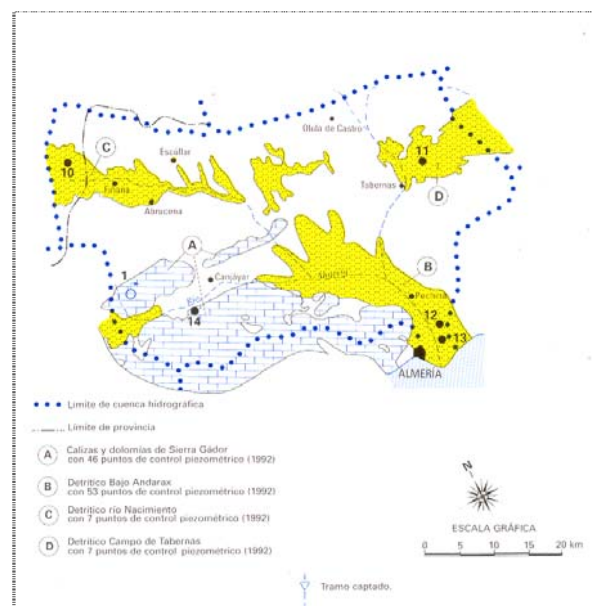 Olula de Castro
Escullar
C
11
10
Fiñana
Tabernas
D
Abrucena
A
B
1
Canjáyar
Pechina
14
12
13
ALMERÍA
Límite de cuenca hidrográfica
Límite de provincia
A Calizas y dolomías de Sierra Gádor
con 46 puntos de control piezométrico (1992)
B Detrítico Bajo Andarax
con 53 puntos de control piezométrico (1992)
C Detrítico río Nacimiento
con 7 puntos de control piezométrico (1992)
D Detrítico Campo de Tabernas
con 7 puntos de control piezométrico (1992)
N
ESCALA GRÁFICA
0 5 10 15 20 km
Tramo captado.